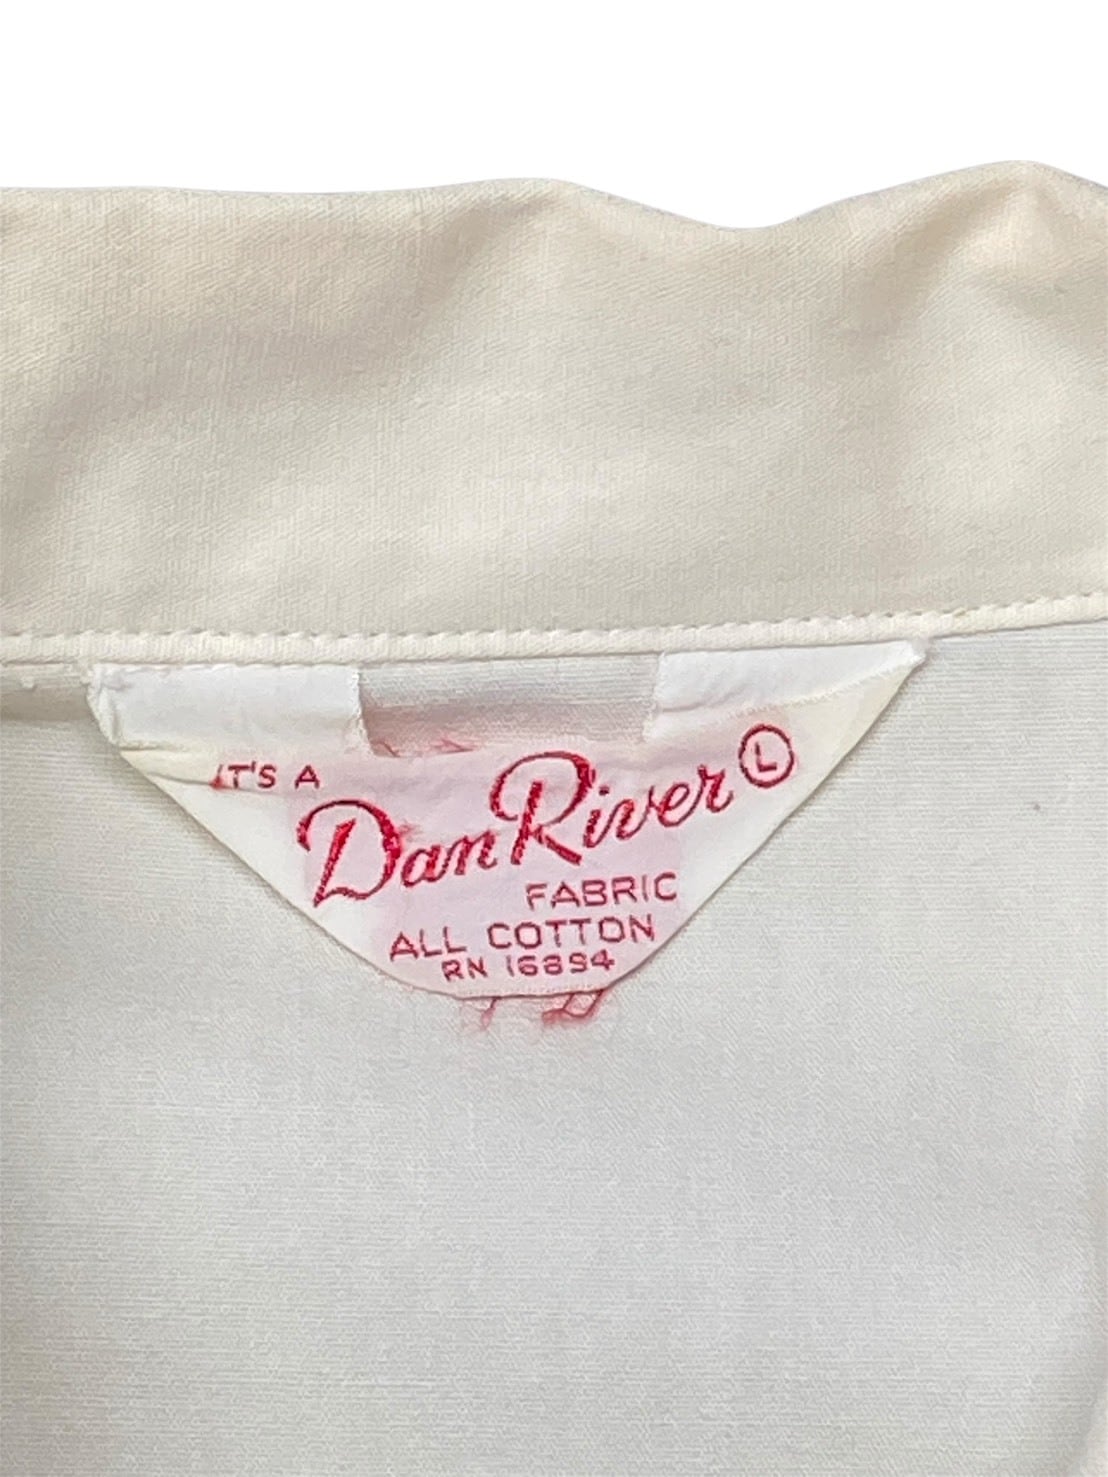 IT'S A
Dan River Ⓛ
FABRIC
ALL COTTON
RN 16894